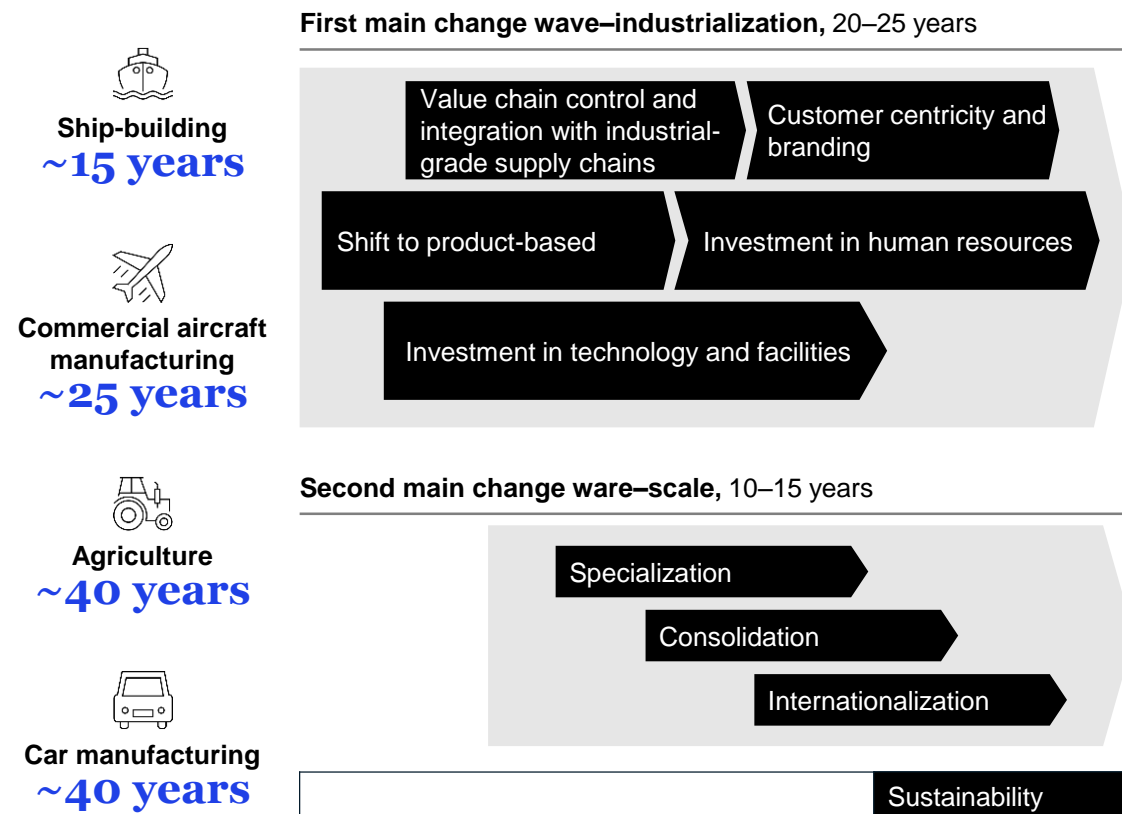 Ship-building
~15 years
Commercial aircraft
manufacturing
~25 years
Agriculture
~40 years
Car manufacturing
~40 years
First main change wave–industrialization, 20–25 years
Value chain control and
integration with industrial-
grade supply chains
Customer centricity and
branding
Shift to product-based
Investment in human resources
Investment in technology and facilities
Second main change ware–scale, 10–15 years
Specialization
Consolidation
Internationalization
Sustainability